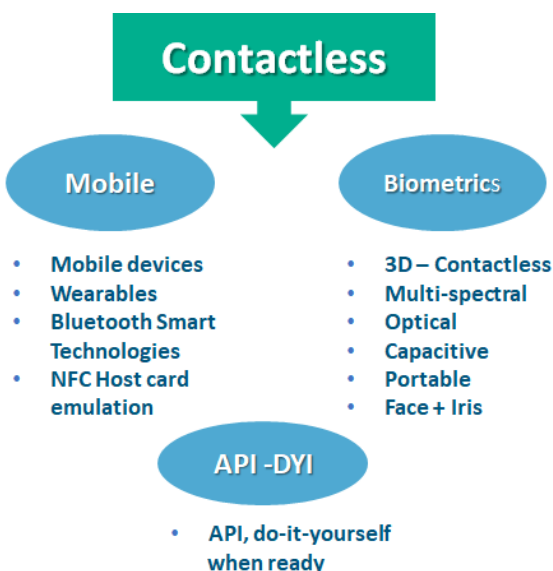 Contactless
Mobile
• Mobile devices
• Wearables
• Bluetooth Smart
Technologies
• NFC Host card
emulation
Biometrics
• 3D – Contactless
• Multi-spectral
• Optical
• Capacitive
• Portable
• Face + Iris
API -DYI
• API, do-it-yourself
when ready